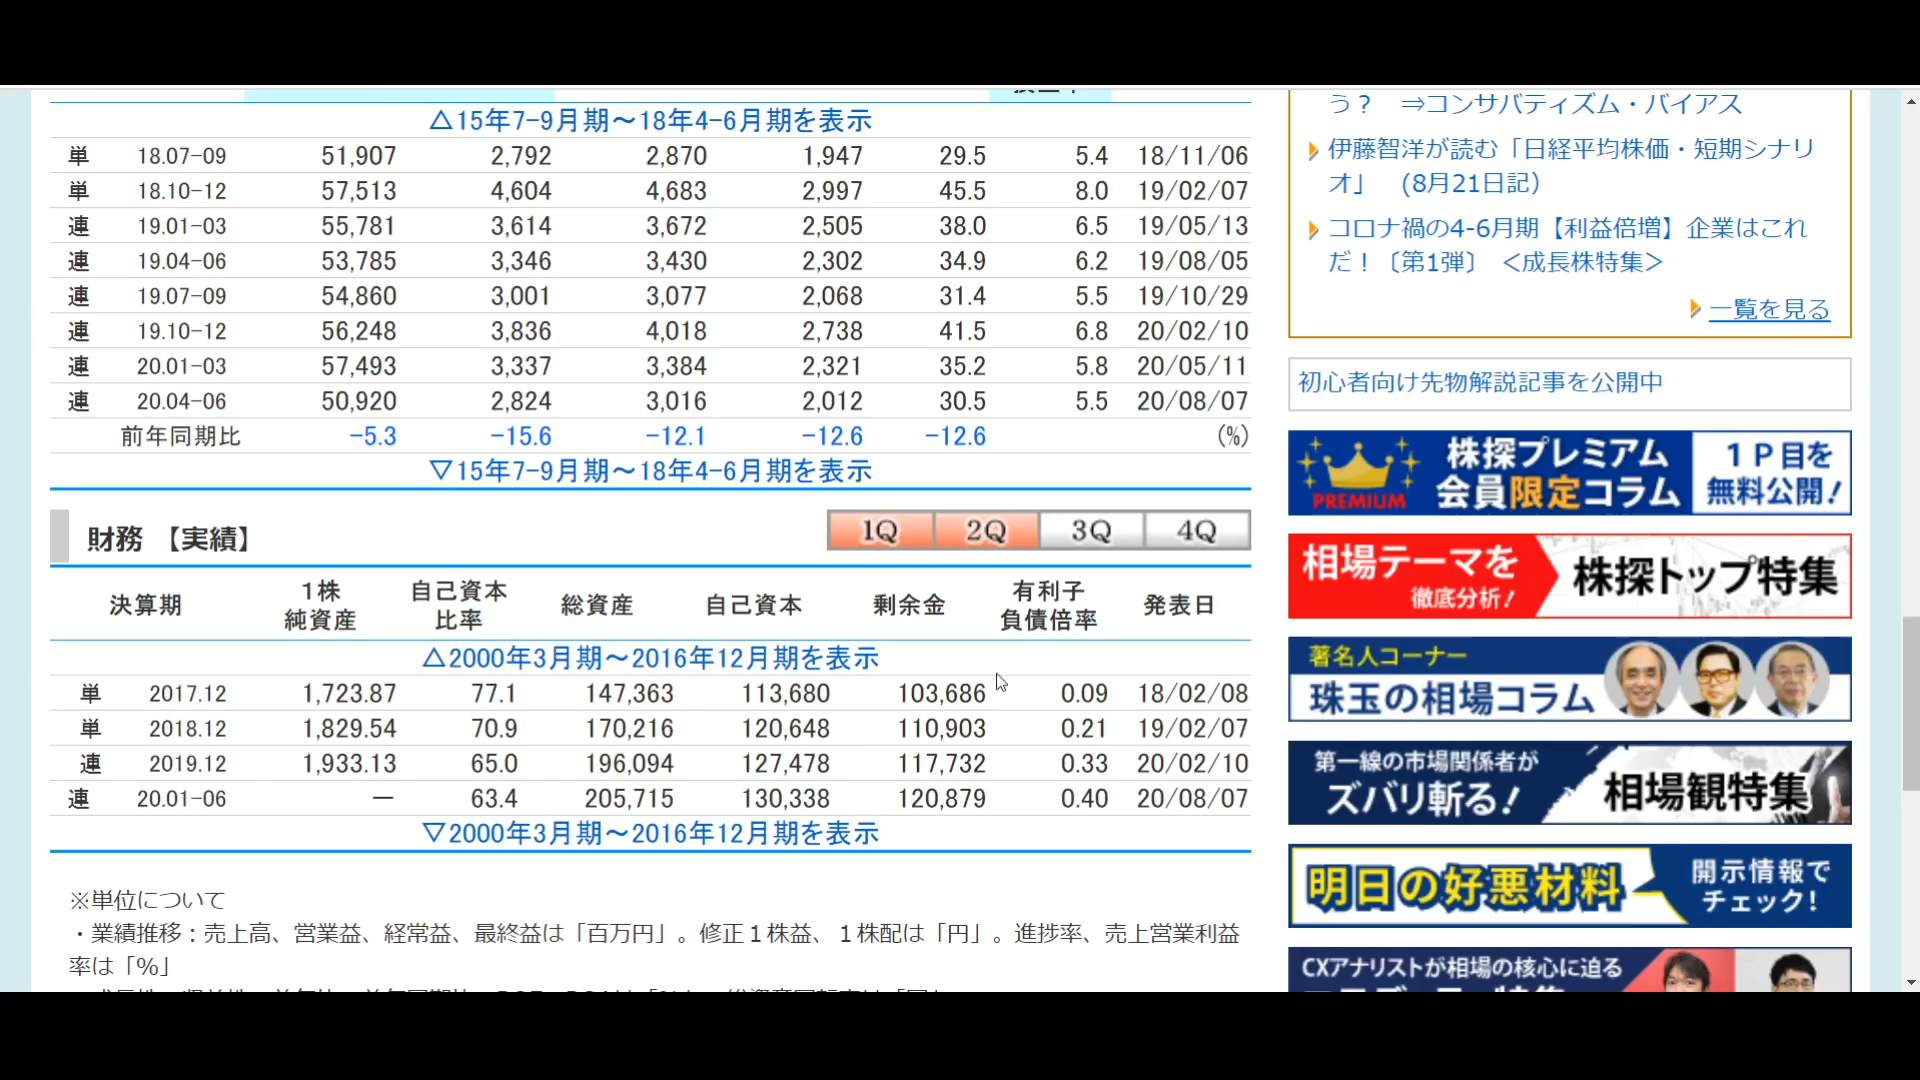 △15年7-9月期～18年4-6月期を表示
単 18.07-09 51,907 2,792 2,870 1,947 29.5 5.4 18/11/06
単 18.10-12 57,513 4,604 4,683 2,997 45.5 8.0 19/02/07
連 19.01-03 55,781 3,614 3,672 2,505 38.0 6.5 19/05/13
連 19.04-06 53,785 3,346 3,430 2,302 34.9 6.2 19/08/05
連 19.07-09 54,860 3,001 3,077 2,068 31.4 5.5 19/10/29
連 19.10-12 56,248 3,836 4,018 2,738 41.5 6.8 20/02/10
連 20.01-03 57,493 3,337 3,384 2,321 35.2 5.8 20/05/11
連 20.04-06 50,920 2,824 3,016 2,012 30.5 5.5 20/08/07
前年同期比 -5.3 -15.6 -12.1 -12.6 -12.6 (%)
▽15年7-9月期～18年4-6月期を表示
財務 【実績】
1Q 2Q 3Q 4Q
決算期 1株純資産 自己資本比率 総資産 自己資本 剰余金 有利子負債倍率 発表日
△2000年3月期～2016年12月期を表示
単 2017.12 1,723.87 77.1 147,363 113,680 103,686 0.09 18/02/08
単 2018.12 1,829.54 70.9 170,216 120,648 110,903 0.21 19/02/07
連 2019.12 1,933.13 65.0 196,094 127,478 117,732 0.33 20/02/10
連 20.01-06 － 63.4 205,715 130,338 120,879 0.40 20/08/07
▽2000年3月期～2016年12月期を表示
※単位について
・業績推移：売上高、営業益、経常益、最終益は「百万円」。修正１株益、１株配は「円」。進捗率、売上営業利益
率は「％」
う？ ⇒コンサバティズム・バイアス
伊藤智洋が読む「日経平均株価・短期シナリ
オ」 (8月21日記)
コロナ禍の4-6月期【利益倍増】企業はこれ
だ！〔第1弾〕 ＜成長株特集＞
一覧を見る
初心者向け先物解説記事を公開中
PREMIUM
株探プレミアム
会員限定コラム
１Ｐ目を
無料公開！
相場テーマを
徹底分析！
株探トップ特集
著名人コーナー
珠玉の相場コラム
第一線の市場関係者が
ズバリ斬る！
相場観特集
明日の好悪材料
開示情報で
チェック！
CXアナリストが相場の核心に迫る